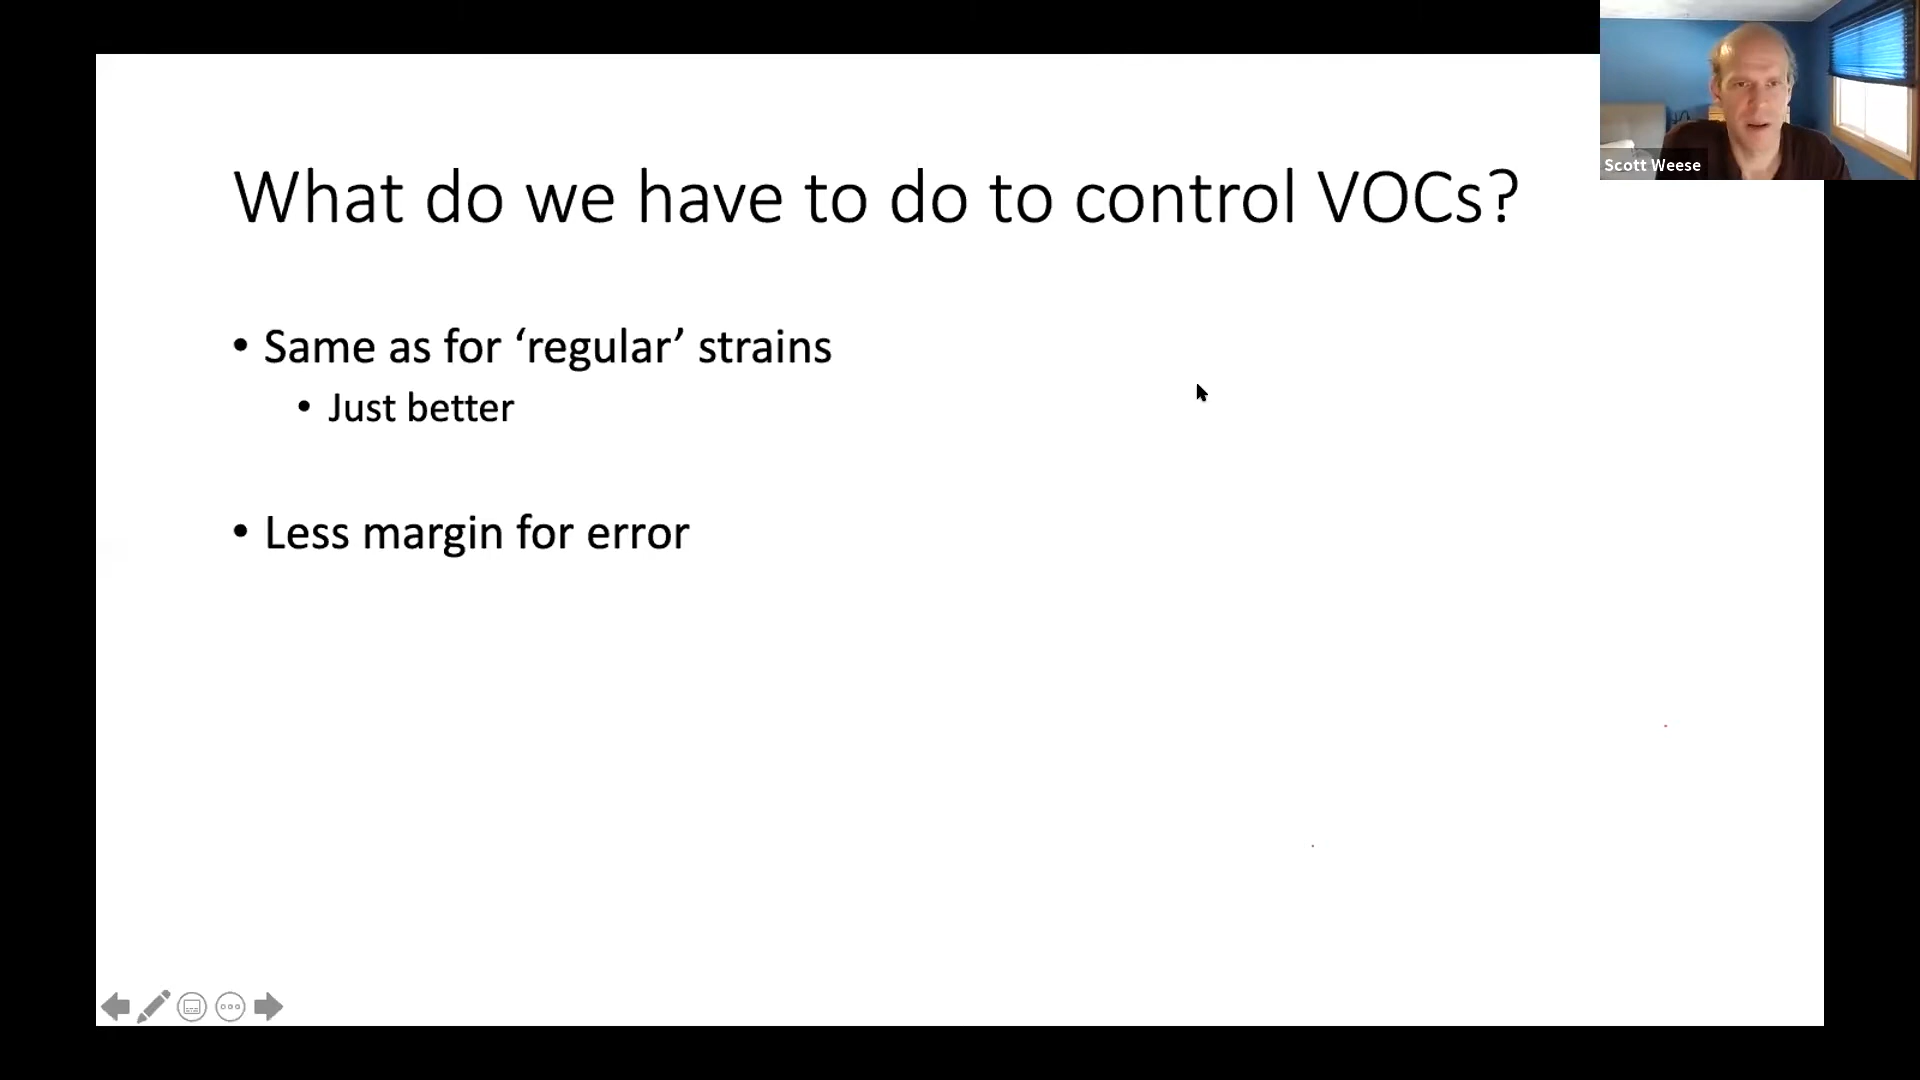 Scott Weese
What do we have to do to control VOCs?
• Same as for ‘regular’ strains
• Just better
• Less margin for error